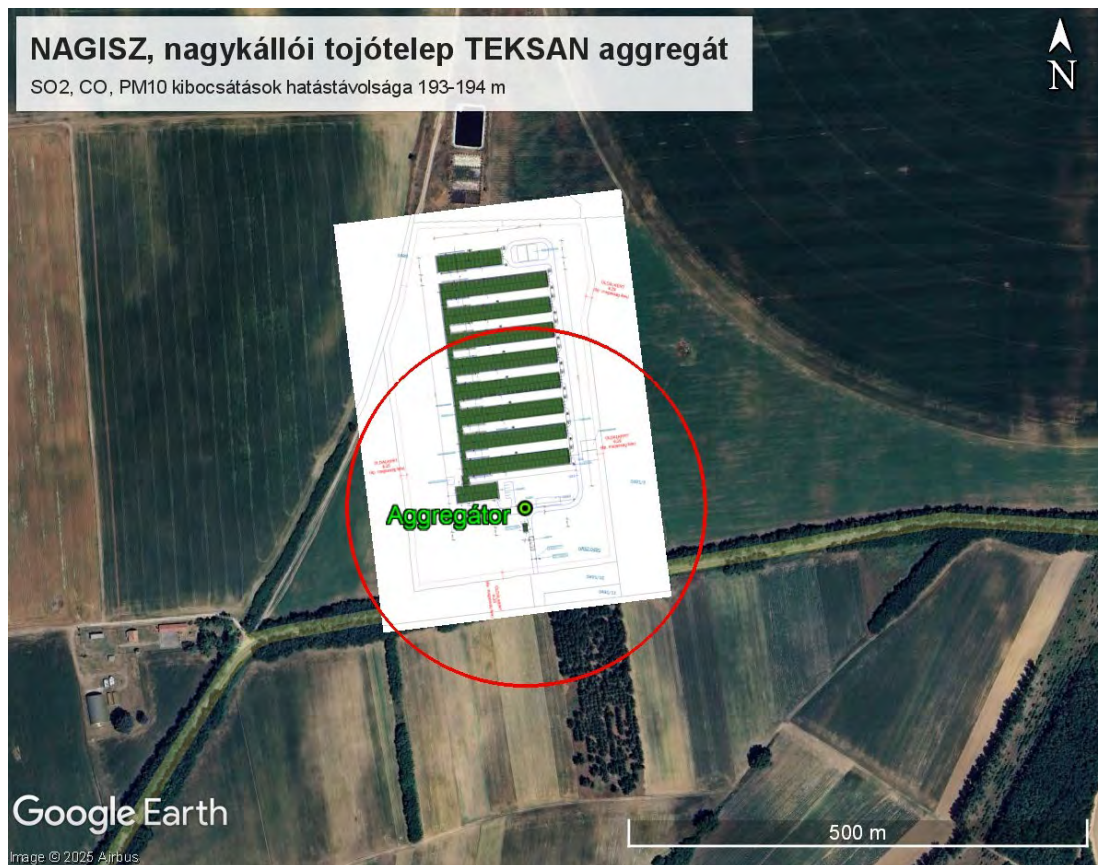 NAGISZ, nagykállói tojótelep TEKSAN aggregát
SO2, CO, PM10 kibocsátások hatástávolsága 193-194 m
N
Aggregátor
500 m
Google Earth
Image © 2025 Airbus